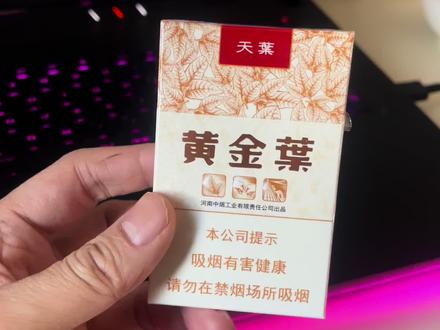 天葉
黄金葉
河南中烟工业有限责任公司出品
本公司提示
吸烟有害健康
请勿在禁烟场所吸烟